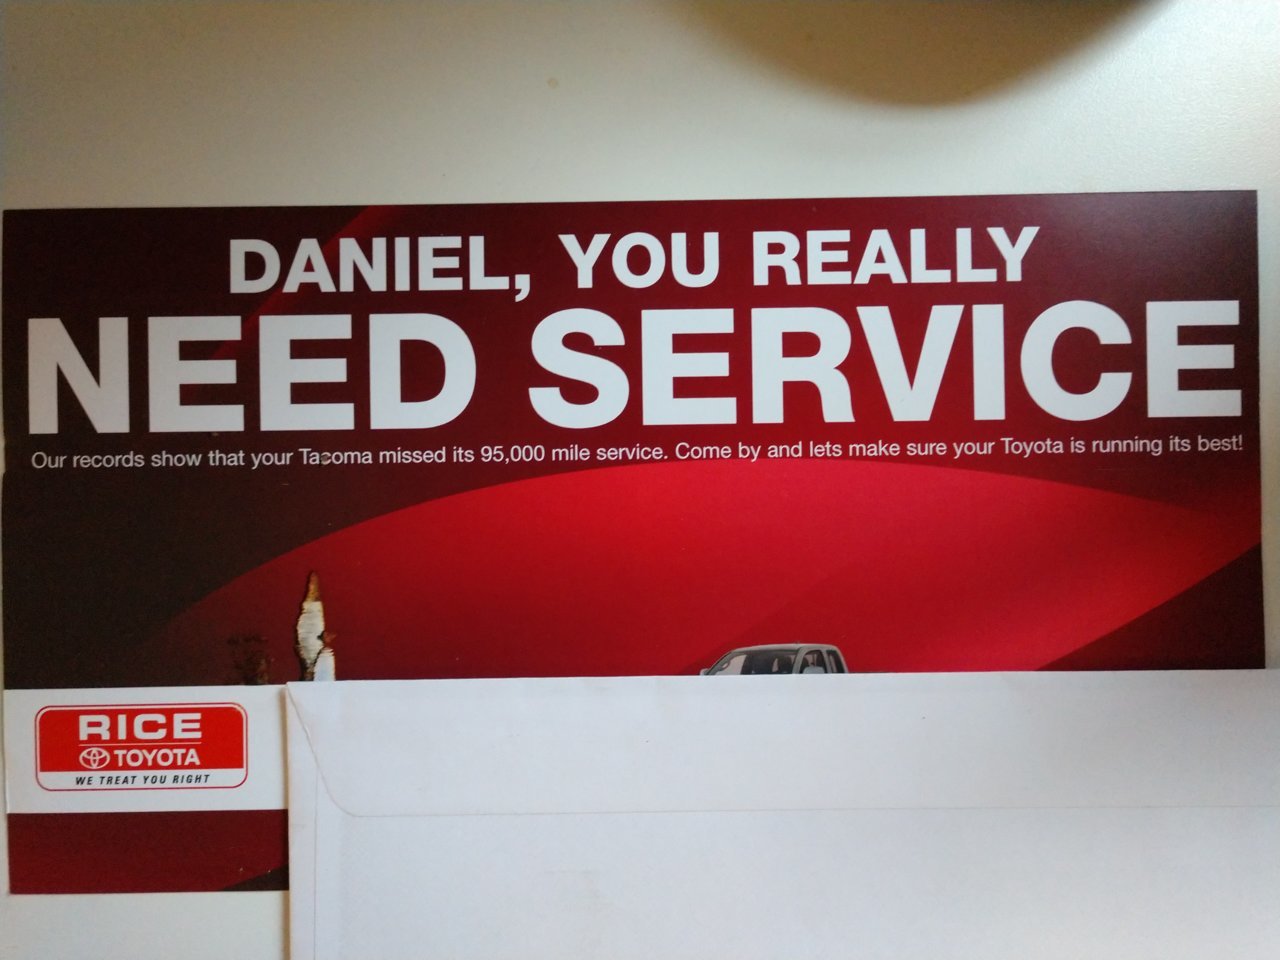 DANIEL, YOU REALLY
NEED SERVICE
Our records show that your Tacoma missed its 95,000 mile service. Come by and lets make sure your Toyota is running its best!
RICE
TOYOTA
WE TREAT YOU RIGHT